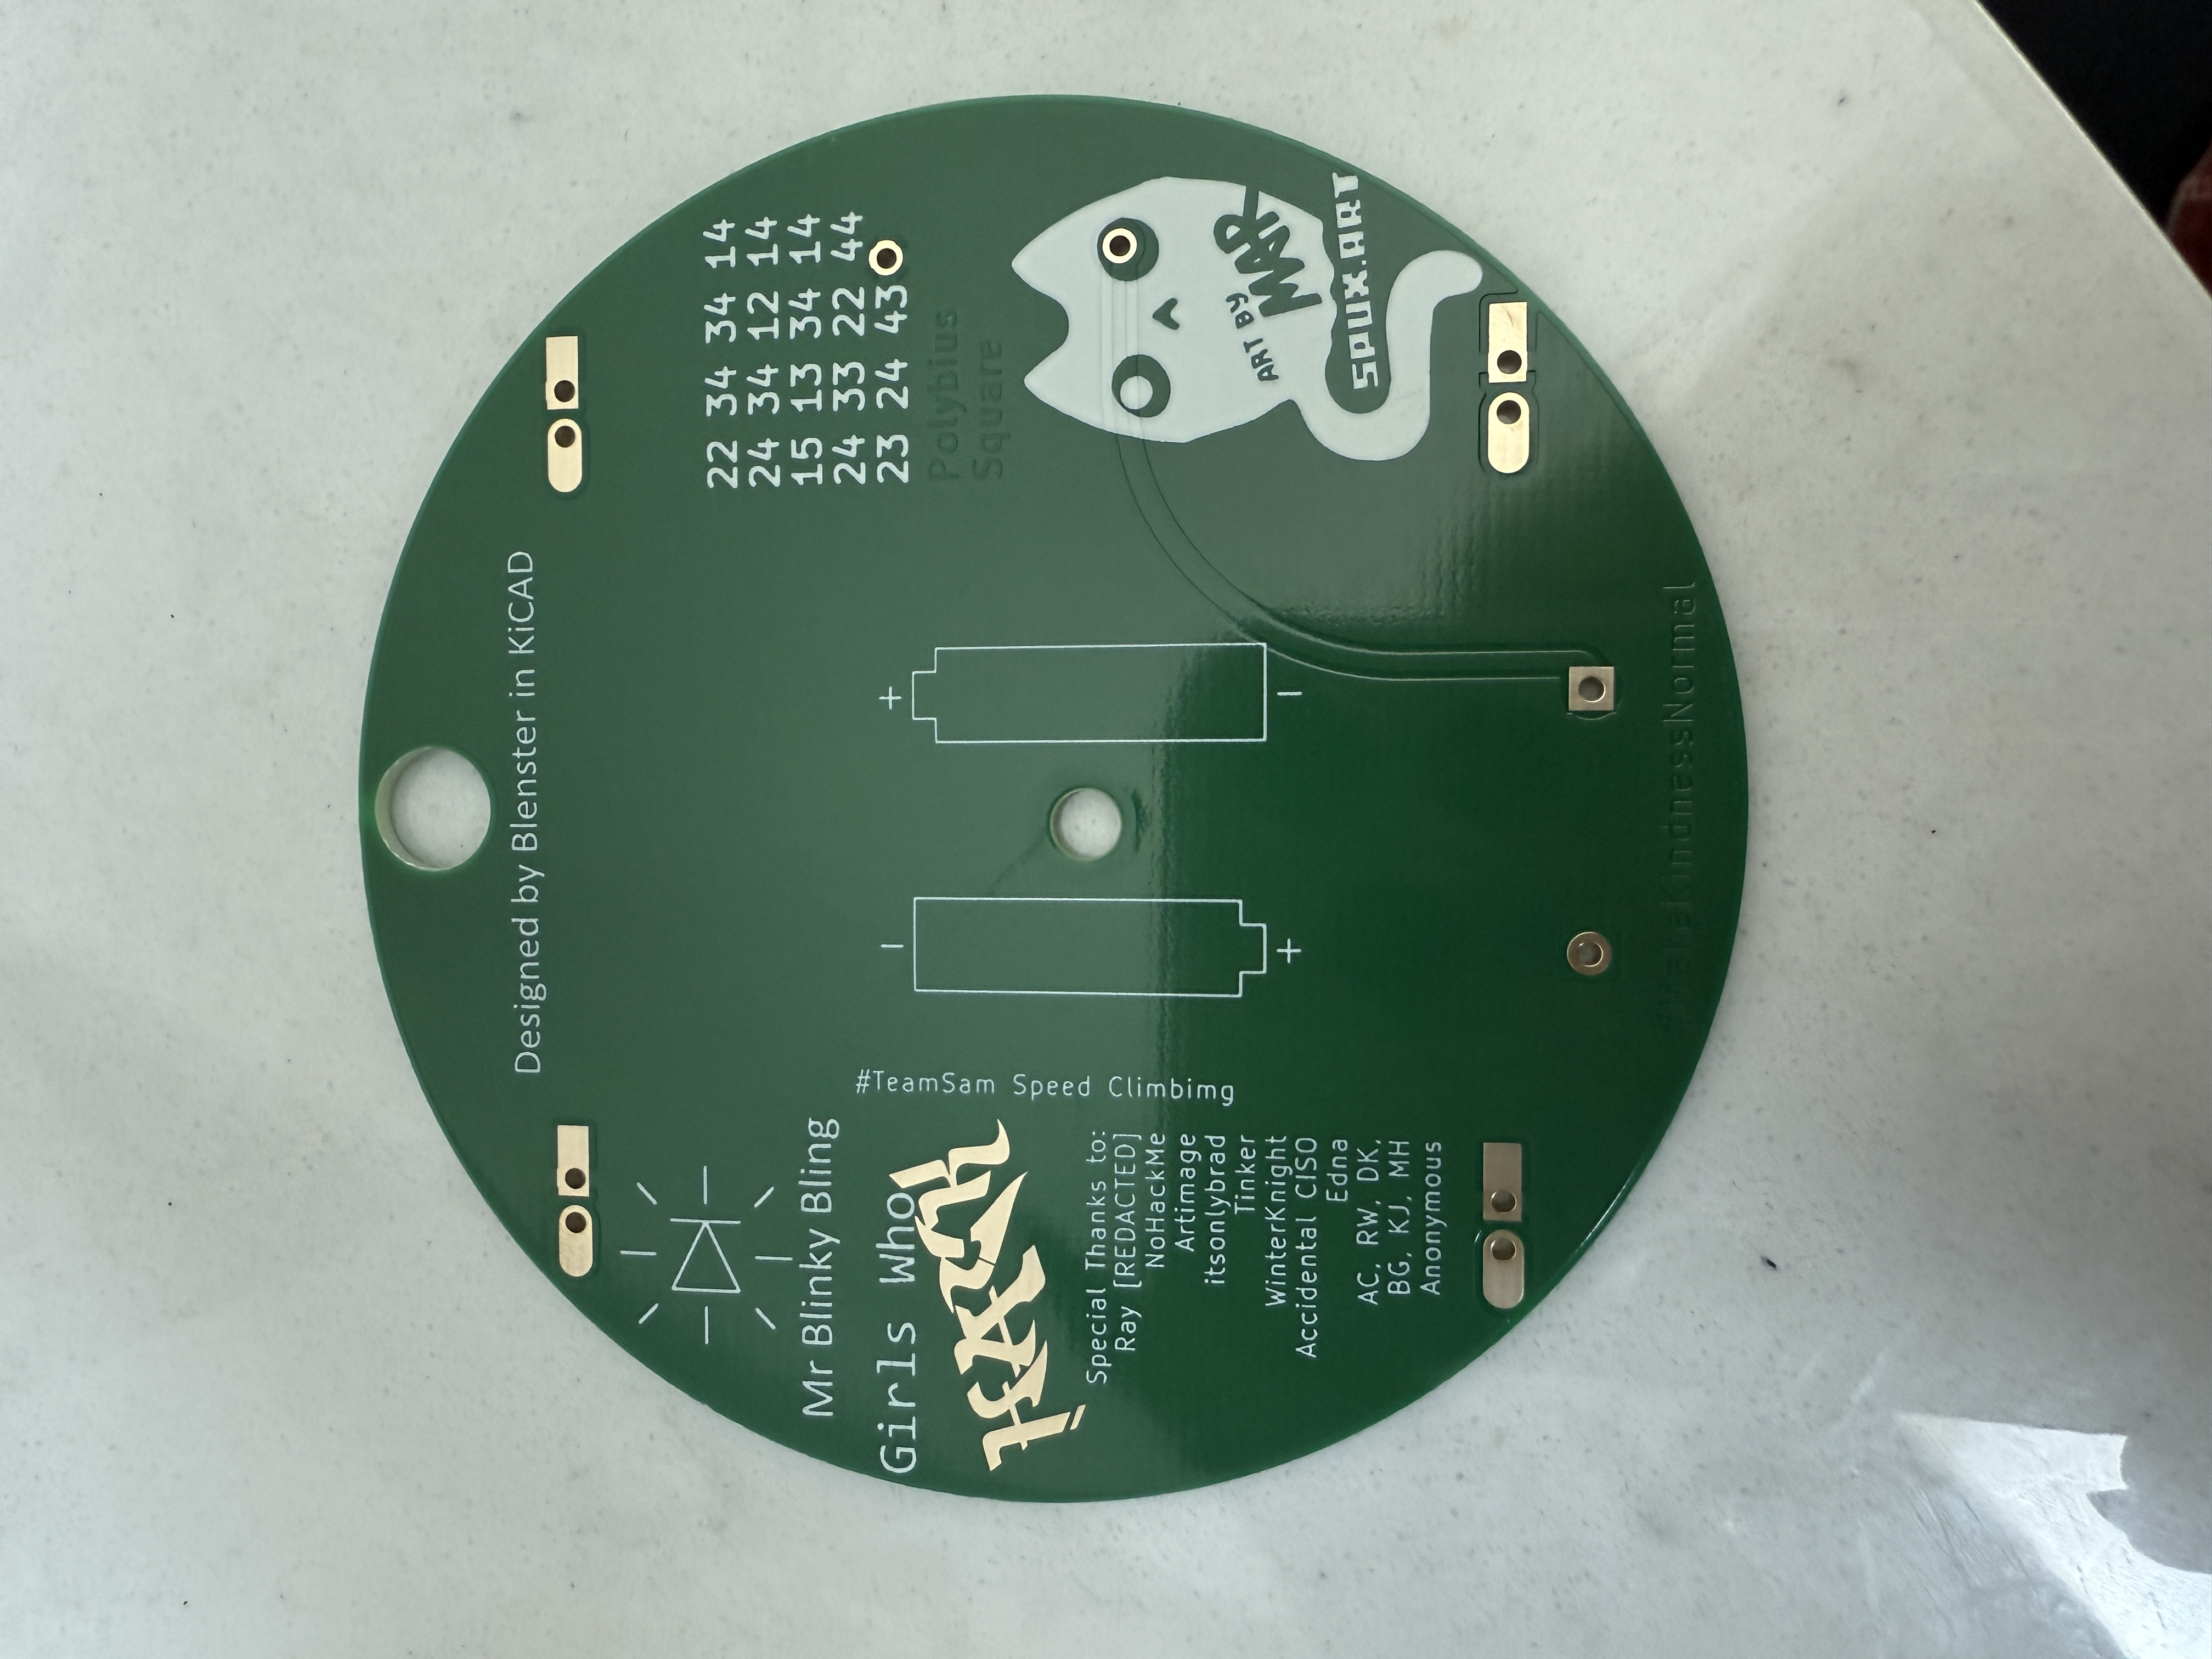 Designed by Blenster in KiCAD
Mr Blinky Bling
Girls Who
HACK
#TeamSam Speed Climbimg
Special Thanks to:
Ray [REDACTED]
NoHackMe
Artimage
itsonlybrad
Tinker
WinterKnight
Accidental CISO
Edna
AC, RW, DK,
BG, KJ, MH
Anonymous
−
+
+
−
22 34 34 14
24 34 12 14
15 13 34 14
24 33 22 44
23 24 43
Polybius
Square
ART BY
MAR
SPUX.ART
#MakeKindnessNormal